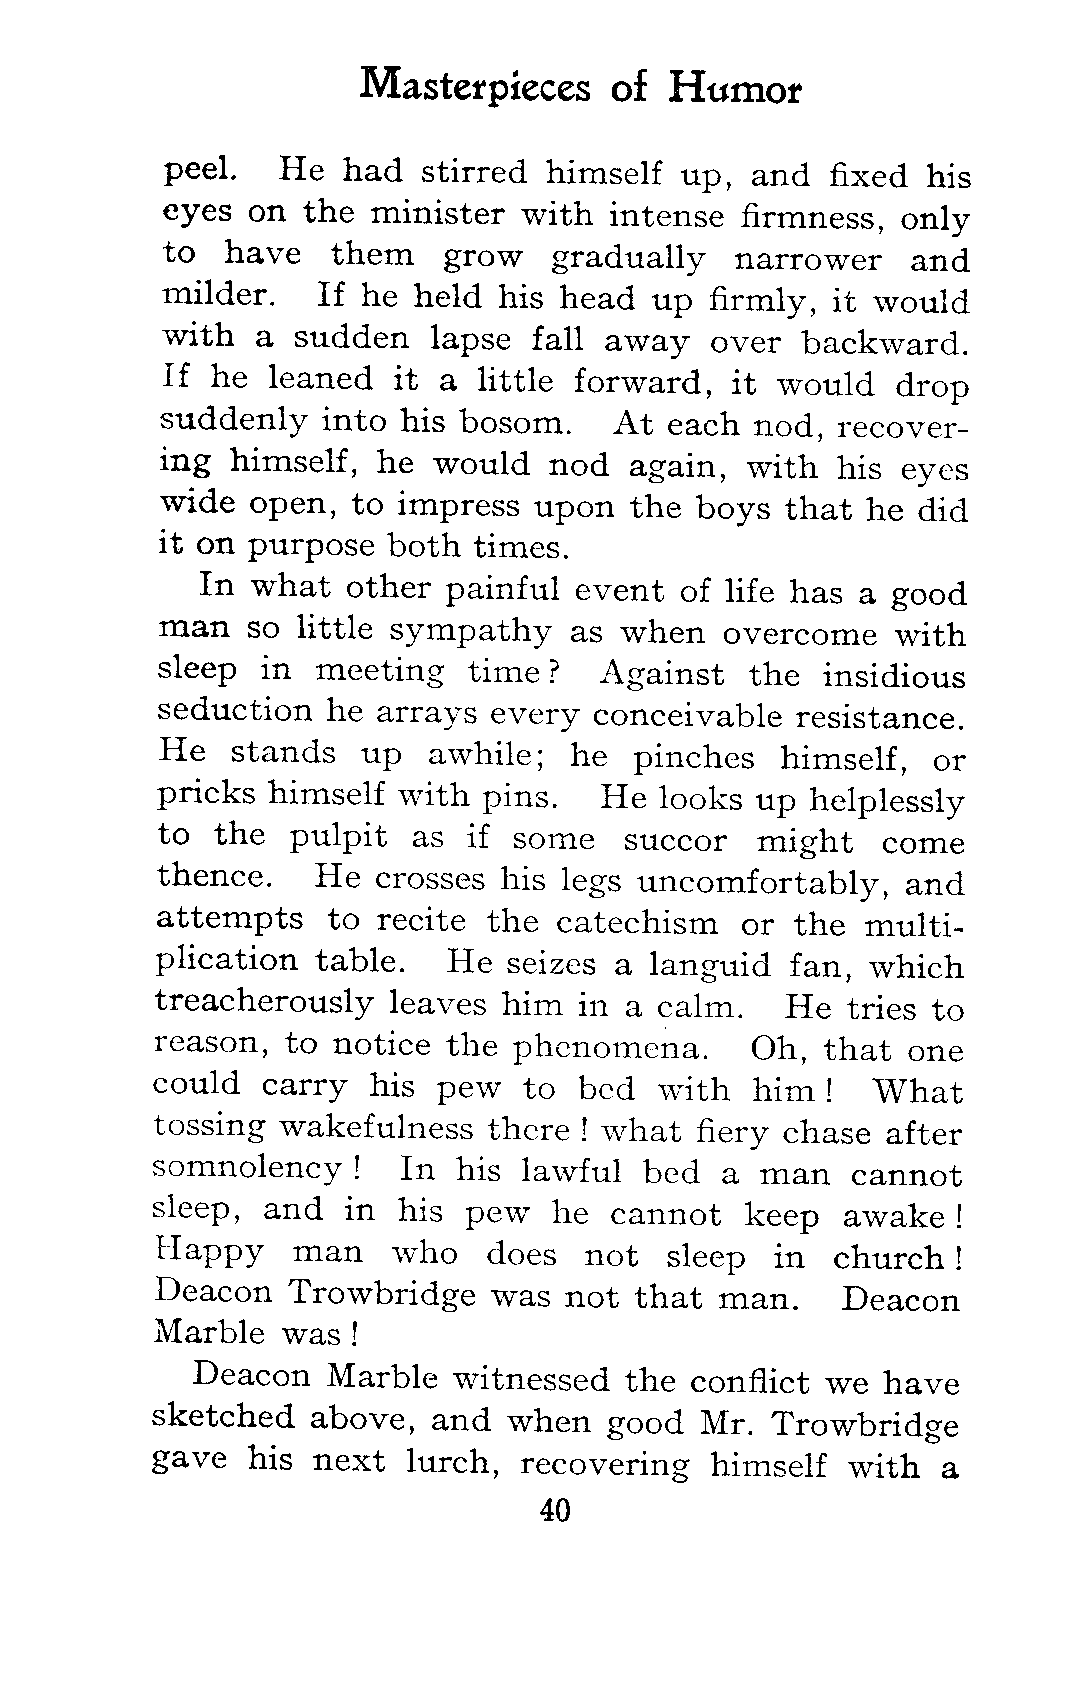 Masterpieces of Humor
peel. He had stirred himself up, and fixed his
eyes on the minister with intense firmness, only
to have them grow gradually narrower and
milder. If he held his head up firmly, it would
with a sudden lapse fall away over backward.
If he leaned it a little forward, it would drop
suddenly into his bosom. At each nod, recover-
ing himself, he would nod again, with his eyes
wide open, to impress upon the boys that he did
it on purpose both times.
In what other painful event of life has a good
man so little sympathy as when overcome with
sleep in meeting time? Against the insidious
seduction he arrays every conceivable resistance.
He stands up awhile; he pinches himself, or
pricks himself with pins. He looks up helplessly
to the pulpit as if some succor might come
thence. He crosses his legs uncomfortably, and
attempts to recite the catechism or the multi-
plication table. He seizes a languid fan, which
treacherously leaves him in a calm. He tries to
reason, to notice the phenomena. Oh, that one
could carry his pew to bed with him! What
tossing wakefulness there! what fiery chase after
somnolency! In his lawful bed a man cannot
sleep, and in his pew he cannot keep awake!
Happy man who does not sleep in church!
Deacon Trowbridge was not that man. Deacon
Marble was!
Deacon Marble witnessed the conflict we have
sketched above, and when good Mr. Trowbridge
gave his next lurch, recovering himself with a
40